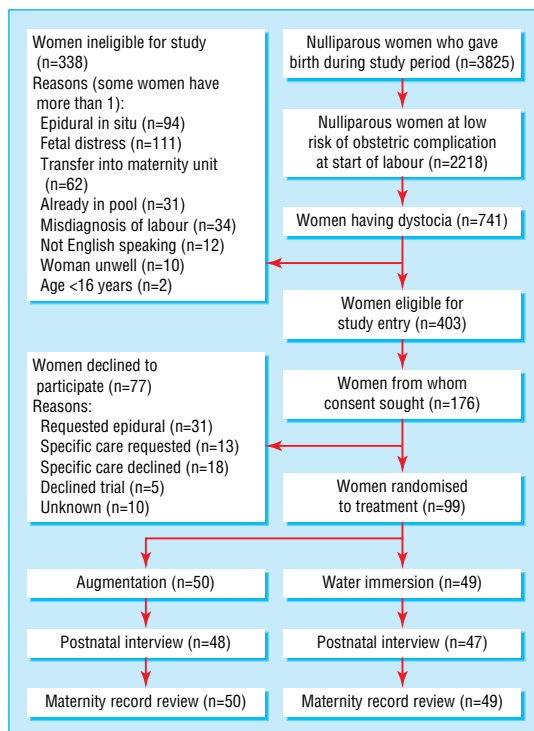 Women ineligible for study
(n=338)
Reasons (some women have
more than 1):
Epidural in situ (n=94)
Fetal distress (n=111)
Transfer into maternity unit
(n=62)
Already in pool (n=31)
Misdiagnosis of labour (n=34)
Not English speaking (n=12)
Woman unwell (n=10)
Age <16 years (n=2)
Nulliparous women who gave
birth during study period (n=3825)
Nulliparous women at low
risk of obstetric complication
at start of labour (n=2218)
Women having dystocia (n=741)
Women eligible for
study entry (n=403)
Women declined to
participate (n=77)
Reasons:
Requested epidural (n=31)
Specific care requested (n=13)
Specific care declined (n=18)
Declined trial (n=5)
Unknown (n=10)
Women from whom
consent sought (n=176)
Women randomised
to treatment (n=99)
Augmentation (n=50)
Water immersion (n=49)
Postnatal interview (n=48)
Postnatal interview (n=47)
Maternity record review (n=50)
Maternity record review (n=49)